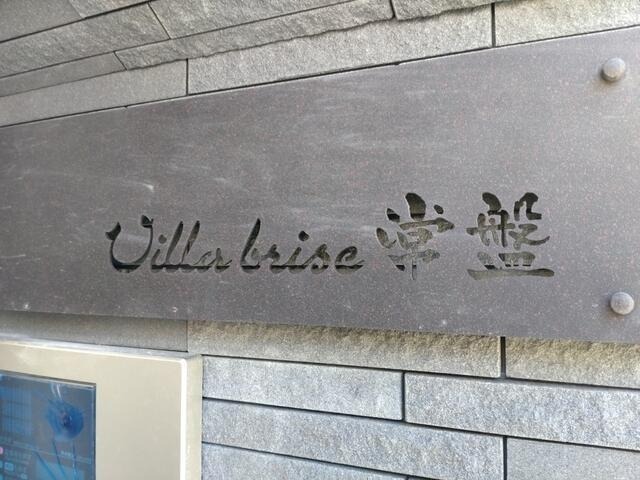 Villa brise 常盤